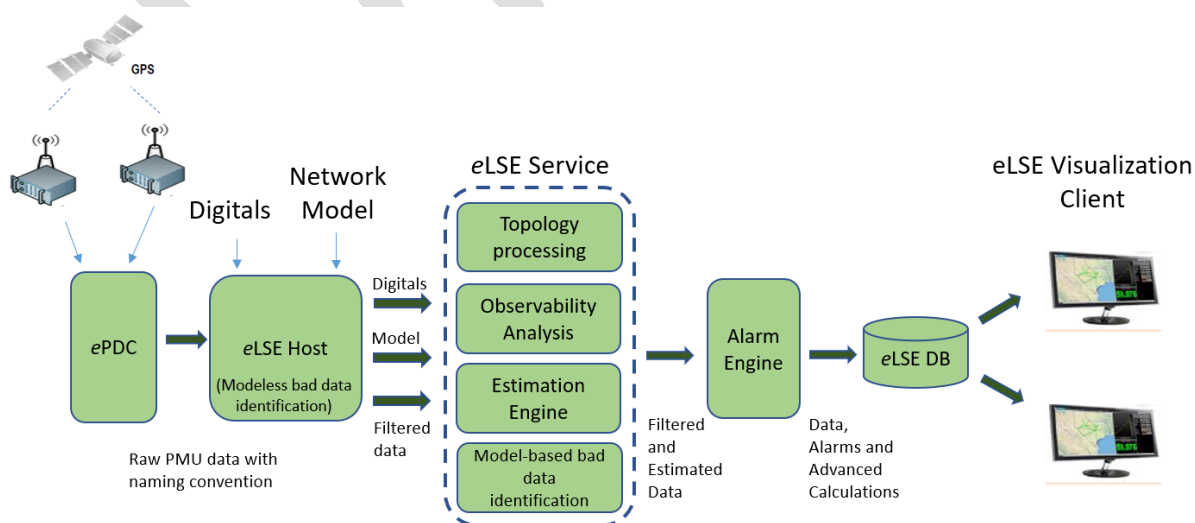 GPS
Digitals
Network
Model
eLSE Service
eLSE Visualization
Client
ePDC
eLSE Host
(Modeless bad data
identification)
Raw PMU data with
naming convention
Digitals
Model
Filtered
data
Topology
processing
Observability
Analysis
Estimation
Engine
Model-based bad
data
identification
Filtered
and
Estimated
Data
Alarm
Engine
Data,
Alarms and
Advanced
Calculations
eLSE DB